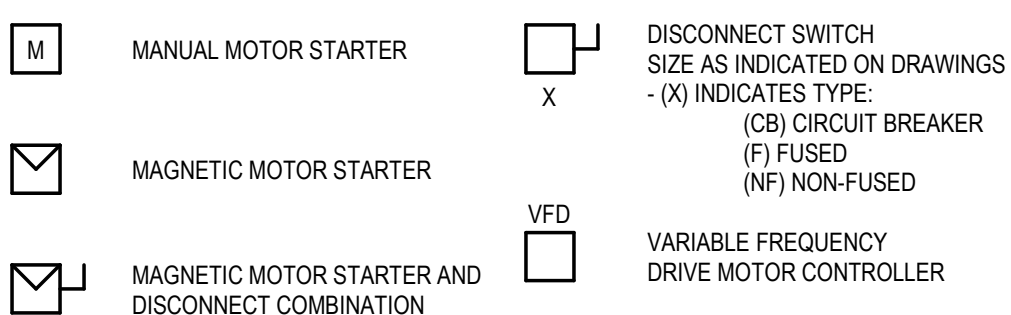 M
MANUAL MOTOR STARTER
MAGNETIC MOTOR STARTER
MAGNETIC MOTOR STARTER AND
DISCONNECT COMBINATION
X
DISCONNECT SWITCH
SIZE AS INDICATED ON DRAWINGS
- (X) INDICATES TYPE:
(CB) CIRCUIT BREAKER
(F) FUSED
(NF) NON-FUSED
VFD
VARIABLE FREQUENCY
DRIVE MOTOR CONTROLLER